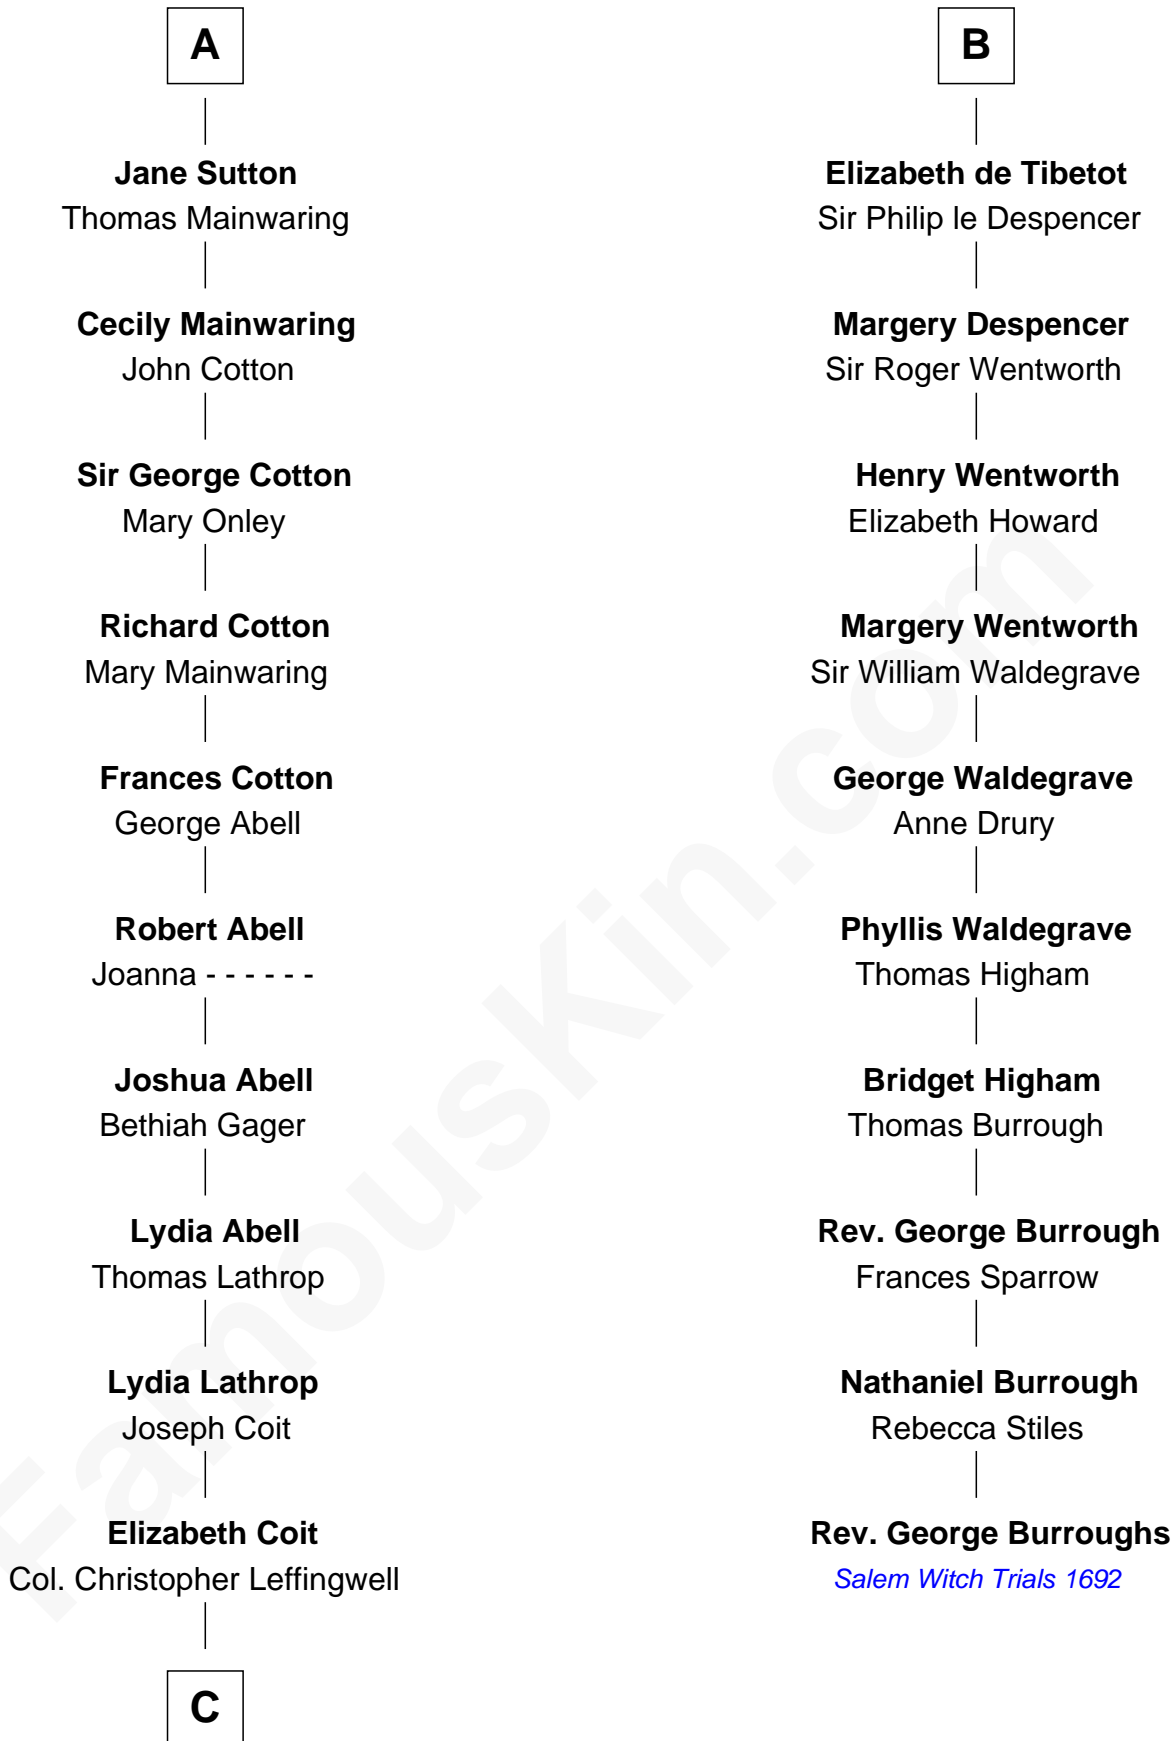 A
Jane Sutton
Thomas Mainwaring
Cecily Mainwaring
John Cotton
Sir George Cotton
Mary Onley
Richard Cotton
Mary Mainwaring
Frances Cotton
George Abell
Robert Abell
Joanna - - - - - -
Joshua Abell
Bethiah Gager
Lydia Abell
Thomas Lathrop
Lydia Lathrop
Joseph Coit
Elizabeth Coit
Col. Christopher Leffingwell
C
B
Elizabeth de Tibetot
Sir Philip le Despencer
Margery Despencer
Sir Roger Wentworth
Henry Wentworth
Elizabeth Howard
Margery Wentworth
Sir William Waldegrave
George Waldegrave
Anne Drury
Phyllis Waldegrave
Thomas Higham
Bridget Higham
Thomas Burrough
Rev. George Burrough
Frances Sparrow
Nathaniel Burrough
Rebecca Stiles
Rev. George Burroughs
Salem Witch Trials 1692
FamousKin.com